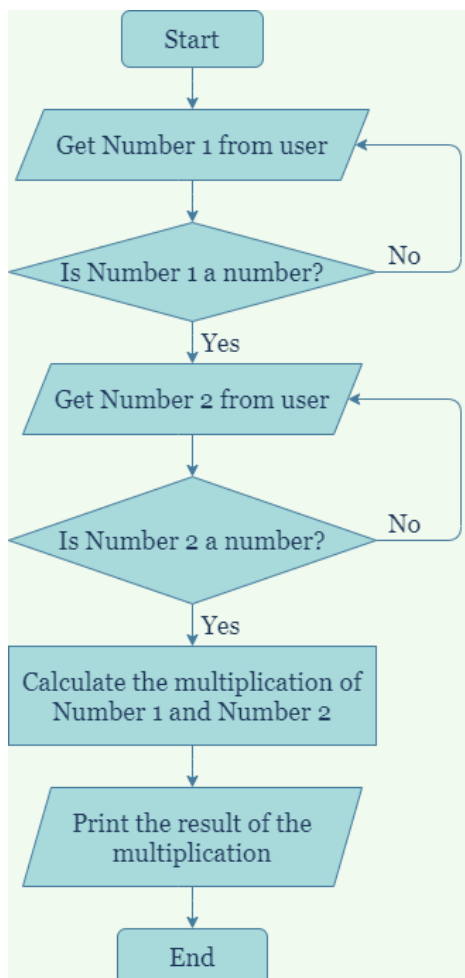 Start
Get Number 1 from user
Is Number 1 a number?
No
Yes
Get Number 2 from user
Is Number 2 a number?
No
Yes
Calculate the multiplication of
Number 1 and Number 2
Print the result of the
multiplication
End